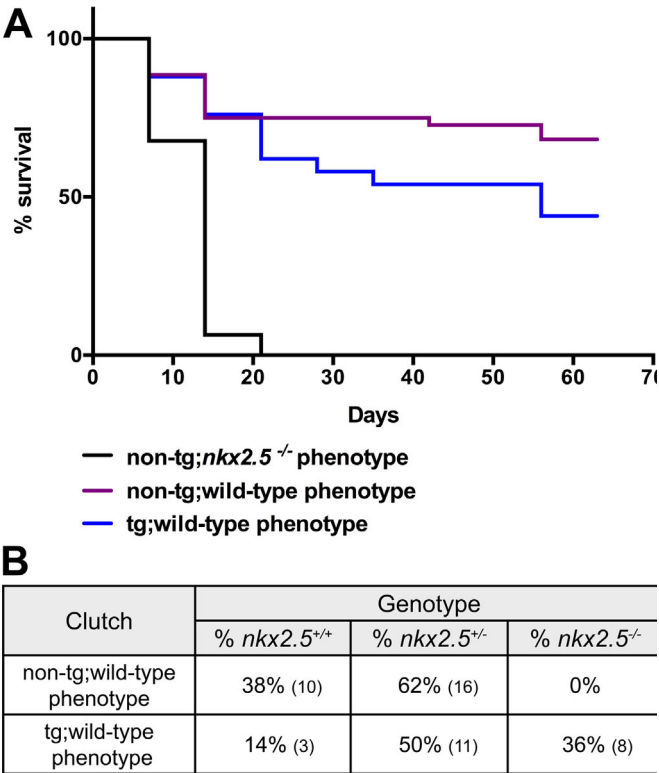 A
% survival
100
50
0
0 10 20 30 40 50 60 70
Days
non-tg;nkx2.5 -/- phenotype
non-tg;wild-type phenotype
tg;wild-type phenotype
B
Clutch
Genotype
% nkx2.5+/+ % nkx2.5+/- % nkx2.5-/-
non-tg;wild-type
phenotype
38% (10) 62% (16) 0%
tg;wild-type
phenotype
14% (3) 50% (11) 36% (8)